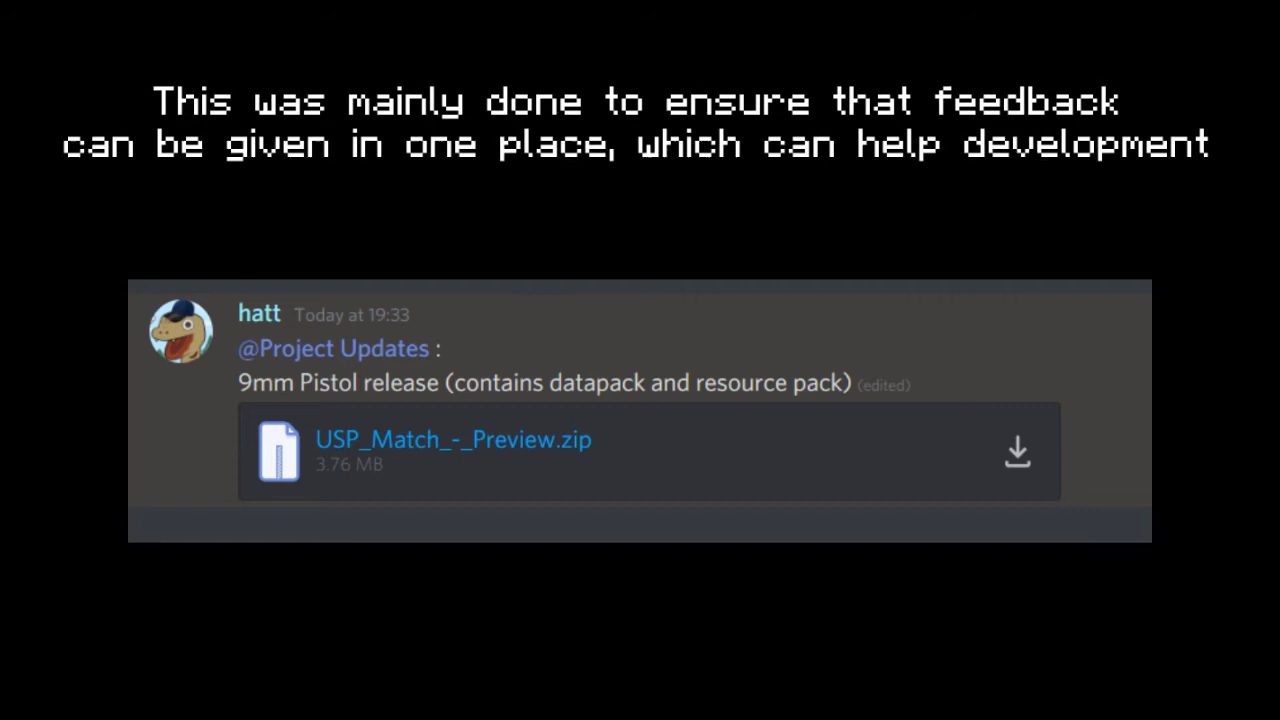 This was mainly done to ensure that feedback
can be given in one place, which can help development
hatt Today at 19:33
@Project Updates :
9mm Pistol release (contains datapack and resource pack) (edited)
USP_Match_-_Preview.zip
3.76 MB